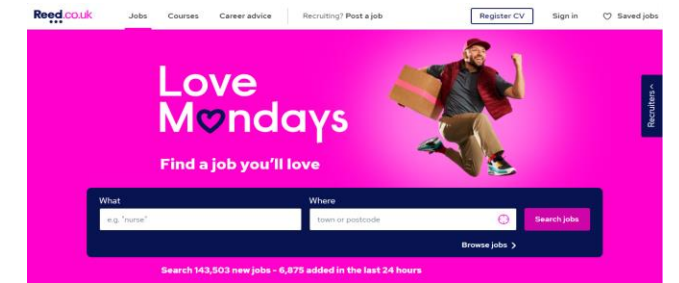 Reed.co.uk
Jobs Courses Career advice Recruiting? Post a job Register CV Sign in Saved jobs
Love
Mondays
Find a job you'll love
Recruiters
What Where
e.g. "nurse" town or postcode Search jobs
Browse jobs
Search 143,503 new jobs - 6,875 added in the last 24 hours